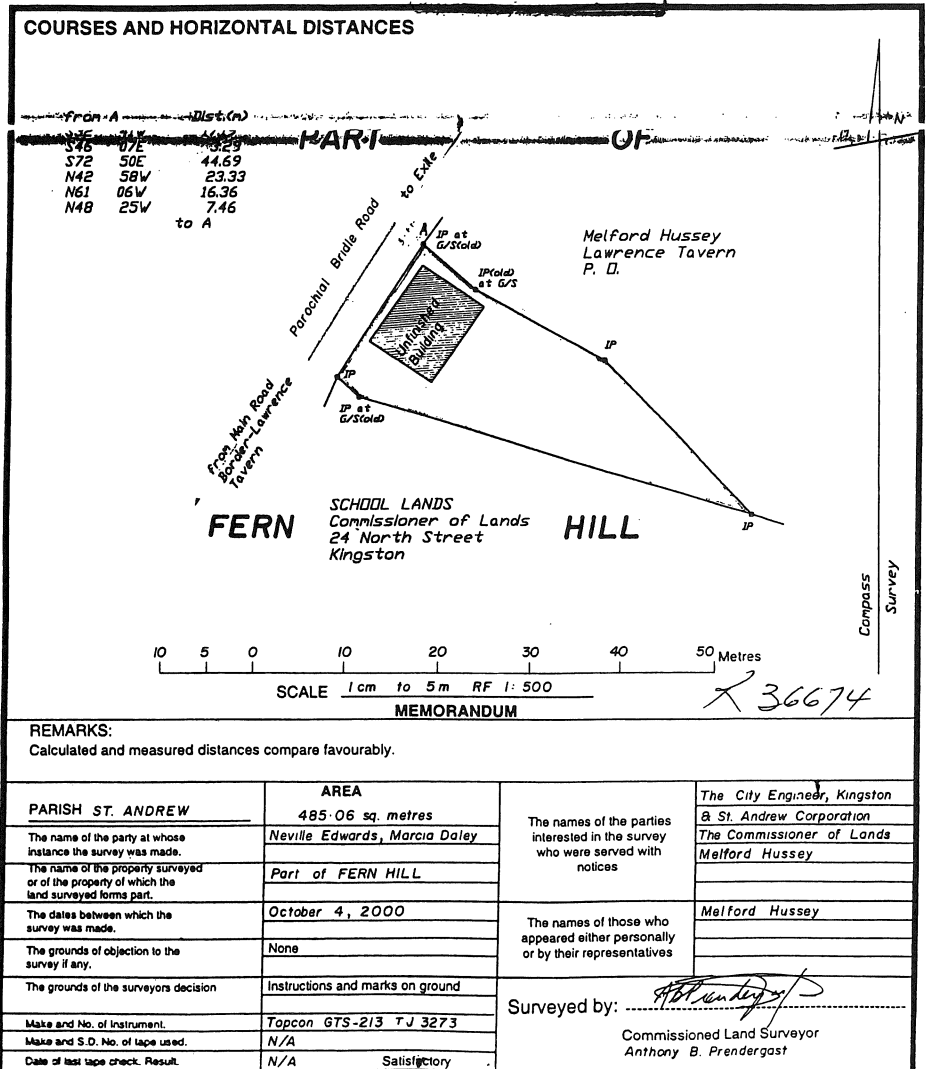 COURSES AND HORIZONTAL DISTANCES
from A Dist.(m)
S46 07E 3.29
S72 50E 44.69
N42 58W 23.33
N61 06W 16.36
N48 25W 7.46
to A
PART OF
N
Parochial Bridle Road to Exile
A IP at
G/S(old)
IP(old)
at G/S
Melford Hussey
Lawrence Tavern
P. O.
Unfinished
Building
IP
IP
IP at
G/S(old)
from Main Road
Border-Lawrence
Tavern
IP
FERN HILL
SCHOOL LANDS
Commissioner of Lands
24 North Street
Kingston
Compass
Survey
10 5 0 10 20 30 40 50 Metres
SCALE 1 cm to 5 m RF 1: 500
36674
MEMORANDUM
REMARKS:
Calculated and measured distances compare favourably.
PARISH ST. ANDREW
AREA
485·06 sq. metres
The names of the parties
interested in the survey
who were served with
notices
The City Engineer, Kingston
& St. Andrew Corporation
The Commissioner of Lands
Melford Hussey
The name of the party at whose
instance the survey was made.
Neville Edwards, Marcia Daley
The name of the property surveyed
or of the property of which the
land surveyed forms part.
Part of FERN HILL
The dates between which the
survey was made.
October 4, 2000
The names of those who
appeared either personally
or by their representatives
Melford Hussey
The grounds of objection to the
survey if any.
None
The grounds of the surveyors decision
Instructions and marks on ground
Surveyed by:
Commissioned Land Surveyor
Anthony B. Prendergast
Make and No. of Instrument.
Topcon GTS-213 TJ 3273
Make and S.D. No. of tape used.
N/A
Date of last tape check. Result.
N/A Satisfactory